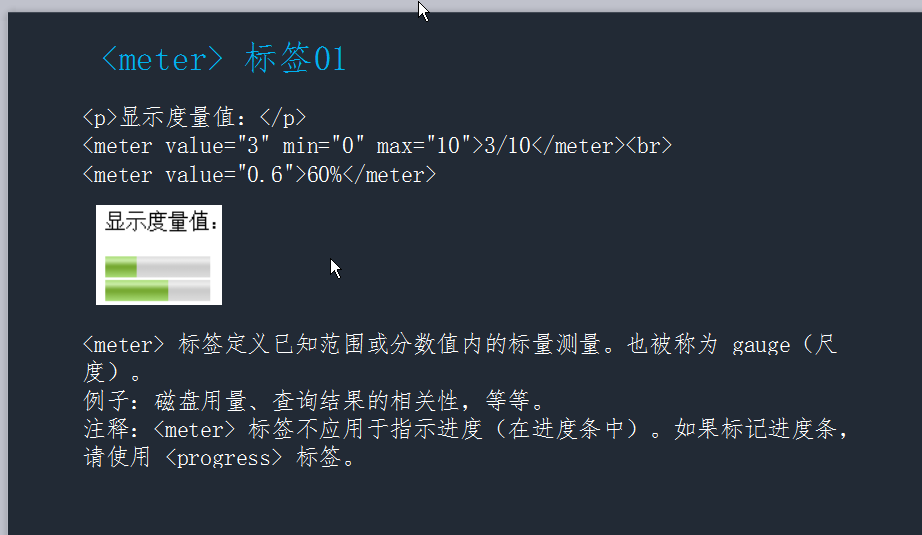 <meter> 标签01
<p>显示度量值：</p>
<meter value="3" min="0" max="10">3/10</meter><br>
<meter value="0.6">60%</meter>
显示度量值：
<meter> 标签定义已知范围或分数值内的标量测量。也被称为 gauge（尺
度）。
例子：磁盘用量、查询结果的相关性，等等。
注释：<meter> 标签不应用于指示进度（在进度条中）。如果标记进度条，
请使用 <progress> 标签。